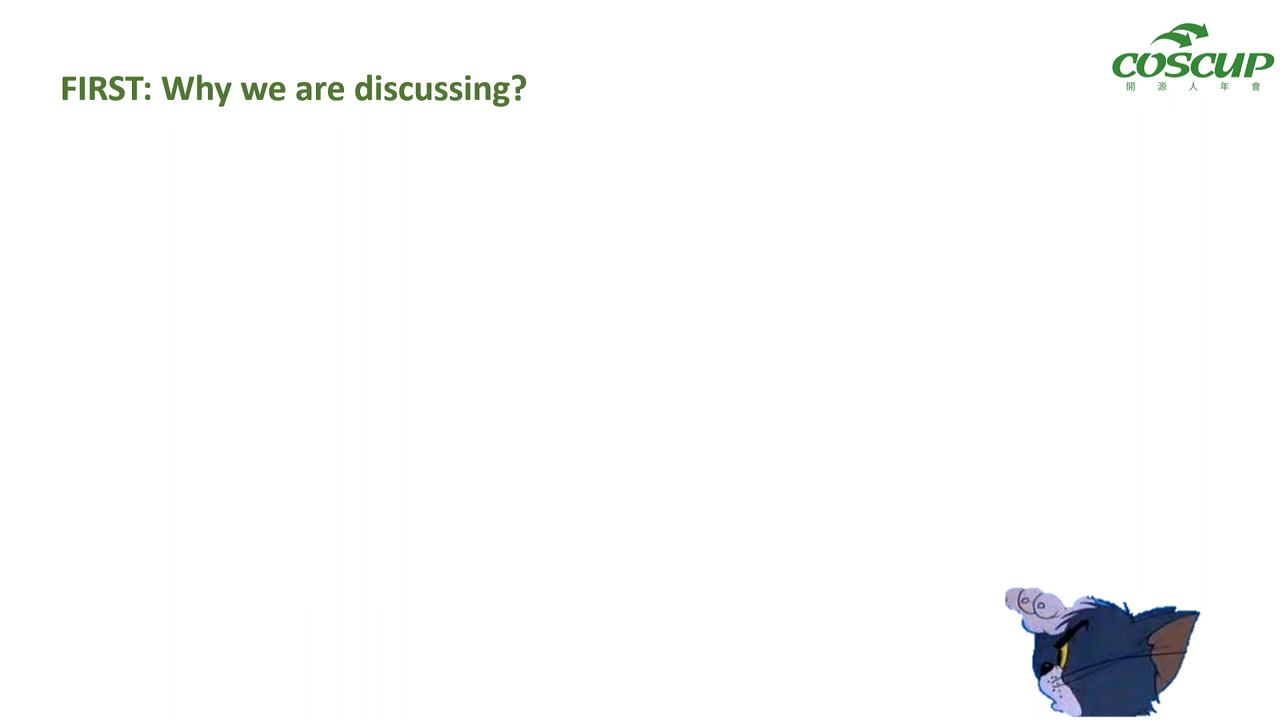 FIRST: Why we are discussing?
COSCUP
開源人年會